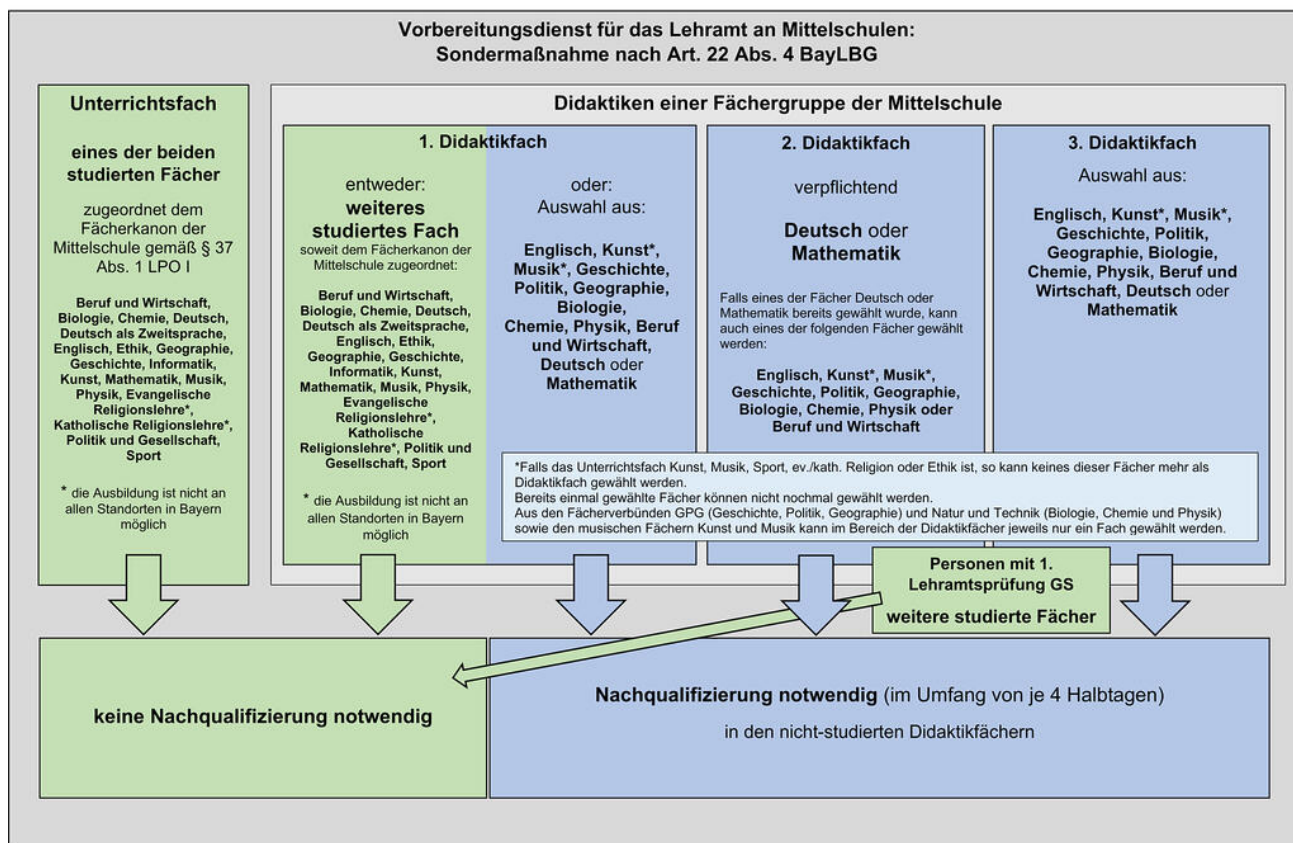 Vorbereitungsdienst für das Lehramt an Mittelschulen:
Sondermaßnahme nach Art. 22 Abs. 4 BayLBG
Unterrichtsfach
eines der beiden
studierten Fächer
zugeordnet dem
Fächerkanon der
Mittelschule gemäß § 37
Abs. 1 LPO I
Beruf und Wirtschaft,
Biologie, Chemie, Deutsch,
Deutsch als Zweitsprache,
Englisch, Ethik, Geographie,
Geschichte, Informatik,
Kunst, Mathematik, Musik,
Physik, Evangelische
Religionslehre*,
Katholische Religionslehre*,
Politik und Gesellschaft,
Sport
* die Ausbildung ist nicht an
allen Standorten in Bayern
möglich
Didaktiken einer Fächergruppe der Mittelschule
1. Didaktikfach
entweder:
weiteres
studiertes Fach
soweit dem Fächerkanon der
Mittelschule zugeordnet:
Beruf und Wirtschaft,
Biologie, Chemie, Deutsch,
Deutsch als Zweitsprache,
Englisch, Ethik,
Geographie, Geschichte,
Informatik, Kunst,
Mathematik, Musik, Physik,
Evangelische
Religionslehre*,
Katholische
Religionslehre*, Politik und
Gesellschaft, Sport
* die Ausbildung ist nicht an
allen Standorten in Bayern
möglich
oder:
Auswahl aus:
Englisch, Kunst*,
Musik*, Geschichte,
Politik, Geographie,
Biologie,
Chemie, Physik, Beruf
und Wirtschaft,
Deutsch oder
Mathematik
2. Didaktikfach
verpflichtend
Deutsch oder
Mathematik
Falls eines der Fächer Deutsch oder
Mathematik bereits gewählt wurde, kann
auch eines der folgenden Fächer gewählt
werden:
Englisch, Kunst*, Musik*,
Geschichte, Politik, Geographie,
Biologie, Chemie, Physik oder
Beruf und Wirtschaft
3. Didaktikfach
Auswahl aus:
Englisch, Kunst*, Musik*,
Geschichte, Politik,
Geographie, Biologie,
Chemie, Physik, Beruf und
Wirtschaft, Deutsch oder
Mathematik
*Falls das Unterrichtsfach Kunst, Musik, Sport, ev./kath. Religion oder Ethik ist, so kann keines dieser Fächer mehr als
Didaktikfach gewählt werden.
Bereits einmal gewählte Fächer können nicht nochmal gewählt werden.
Aus den Fächerverbünden GPG (Geschichte, Politik, Geographie) und Natur und Technik (Biologie, Chemie und Physik)
sowie den musischen Fächern Kunst und Musik kann im Bereich der Didaktikfächer jeweils nur ein Fach gewählt werden.
Personen mit 1.
Lehramtsprüfung GS
weitere studierte Fächer
keine Nachqualifizierung notwendig
Nachqualifizierung notwendig (im Umfang von je 4 Halbtagen)
in den nicht-studierten Didaktikfächern